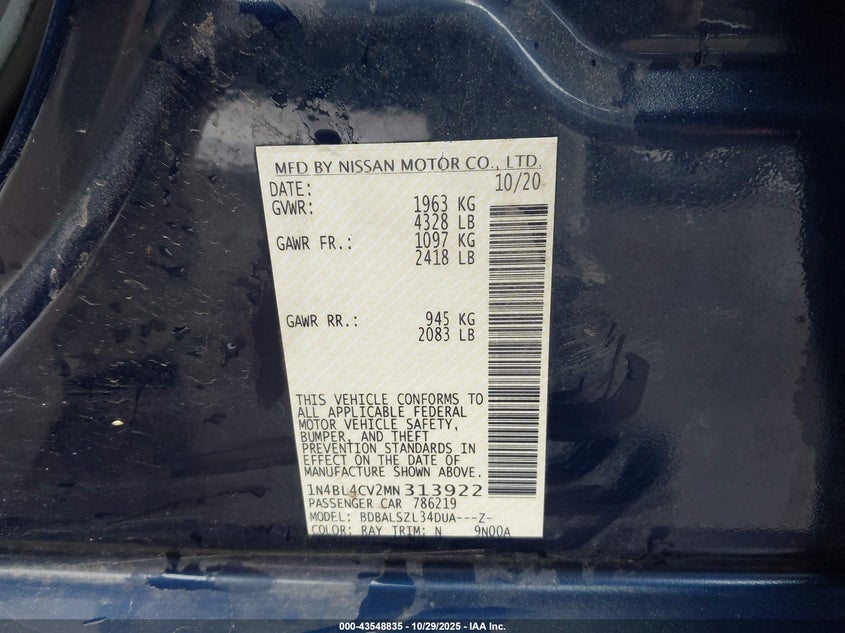 MFD BY NISSAN MOTOR CO., LTD.
DATE: 10/20
GVWR: 1963 KG
4328 LB
GAWR FR.: 1097 KG
2418 LB
GAWR RR.: 945 KG
2083 LB
THIS VEHICLE CONFORMS TO
ALL APPLICABLE FEDERAL
MOTOR VEHICLE SAFETY,
BUMPER, AND THEFT
PREVENTION STANDARDS IN
EFFECT ON THE DATE OF
MANUFACTURE SHOWN ABOVE.
1N4BL4CV2MN313922
PASSENGER CAR 786219
MODEL: BDBALSZL34DUA---Z-
COLOR: RAY TRIM: N 9N00A
000-43548835 - 10/29/2025 - IAA Inc.